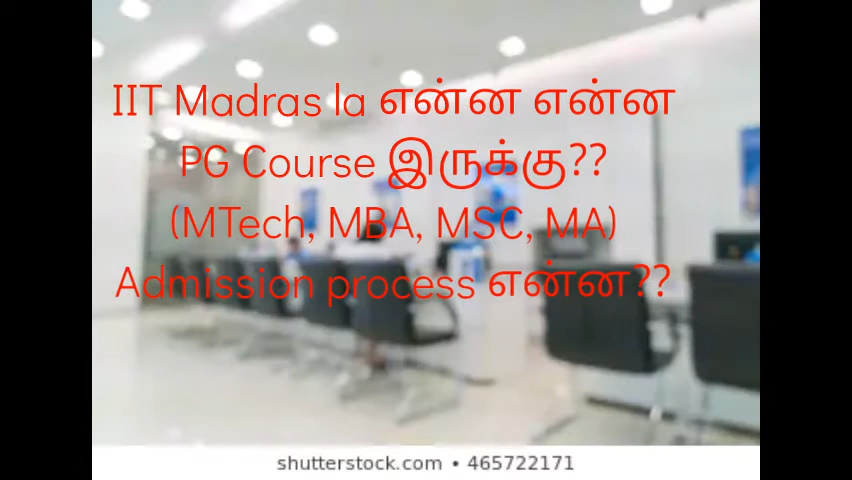 IIT Madras la என்ன என்ன
PG Course இருக்கு??
(MTech, MBA, MSC, MA)
Admission process என்ன??
shutterstock.com • 465722171